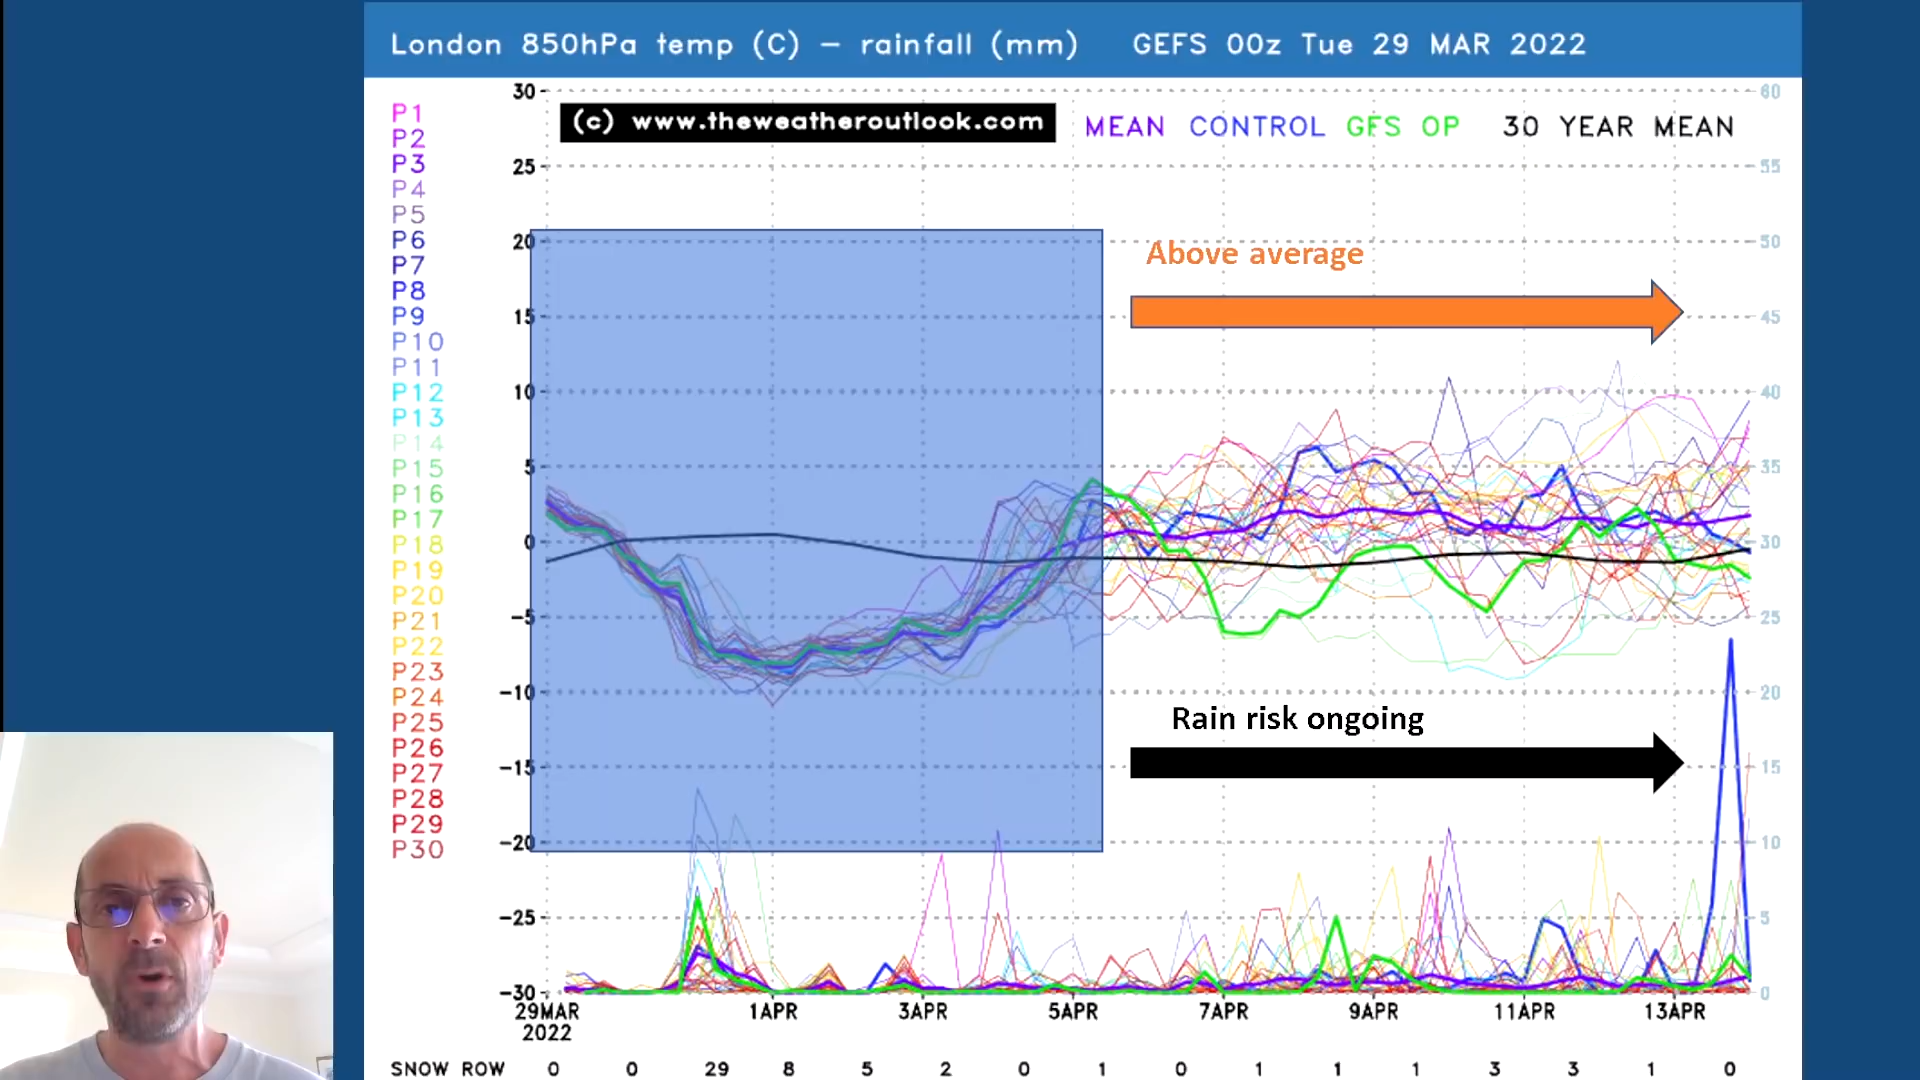 London 850hPa temp (C) – rainfall (mm) GEFS 00z Tue 29 MAR 2022
(c) www.theweatheroutlook.com
MEAN CONTROL GFS OP 30 YEAR MEAN
P1
P2
P3
P4
P5
P6
P7
P8
P9
P10
P11
P12
P13
P14
P15
P16
P17
P18
P19
P20
P21
P22
P23
P24
P25
P26
P27
P28
P29
P30
30
25
20
15
10
5
0
-5
-10
-15
-20
-25
-30
Above average
Rain risk ongoing
60
55
50
45
40
35
30
25
20
15
10
5
0
29MAR 1APR 3APR 5APR 7APR 9APR 11APR 13APR
2022
SNOW ROW 0 0 29 8 5 2 0 1 0 1 1 1 3 3 1 0